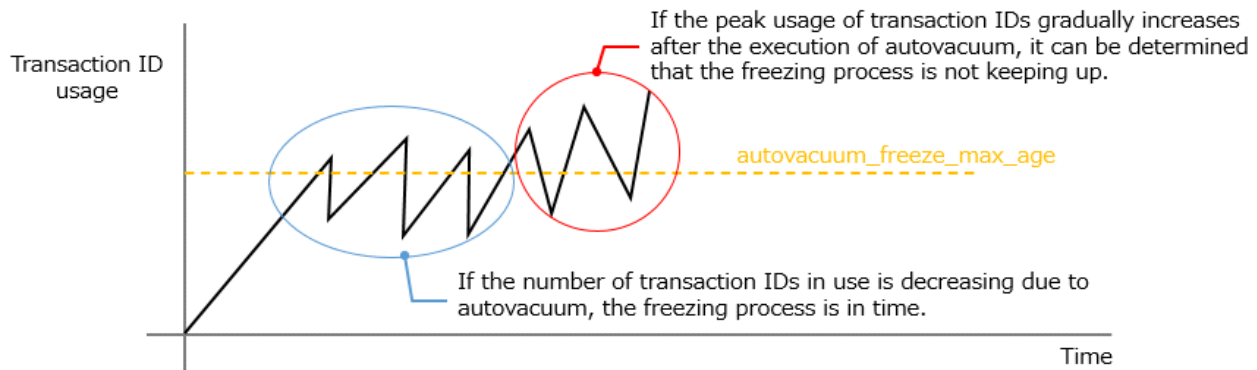 If the peak usage of transaction IDs gradually increases
after the execution of autovacuum, it can be determined
that the freezing process is not keeping up.
Transaction ID
usage
autovacuum_freeze_max_age
If the number of transaction IDs in use is decreasing due to
autovacuum, the freezing process is in time.
Time